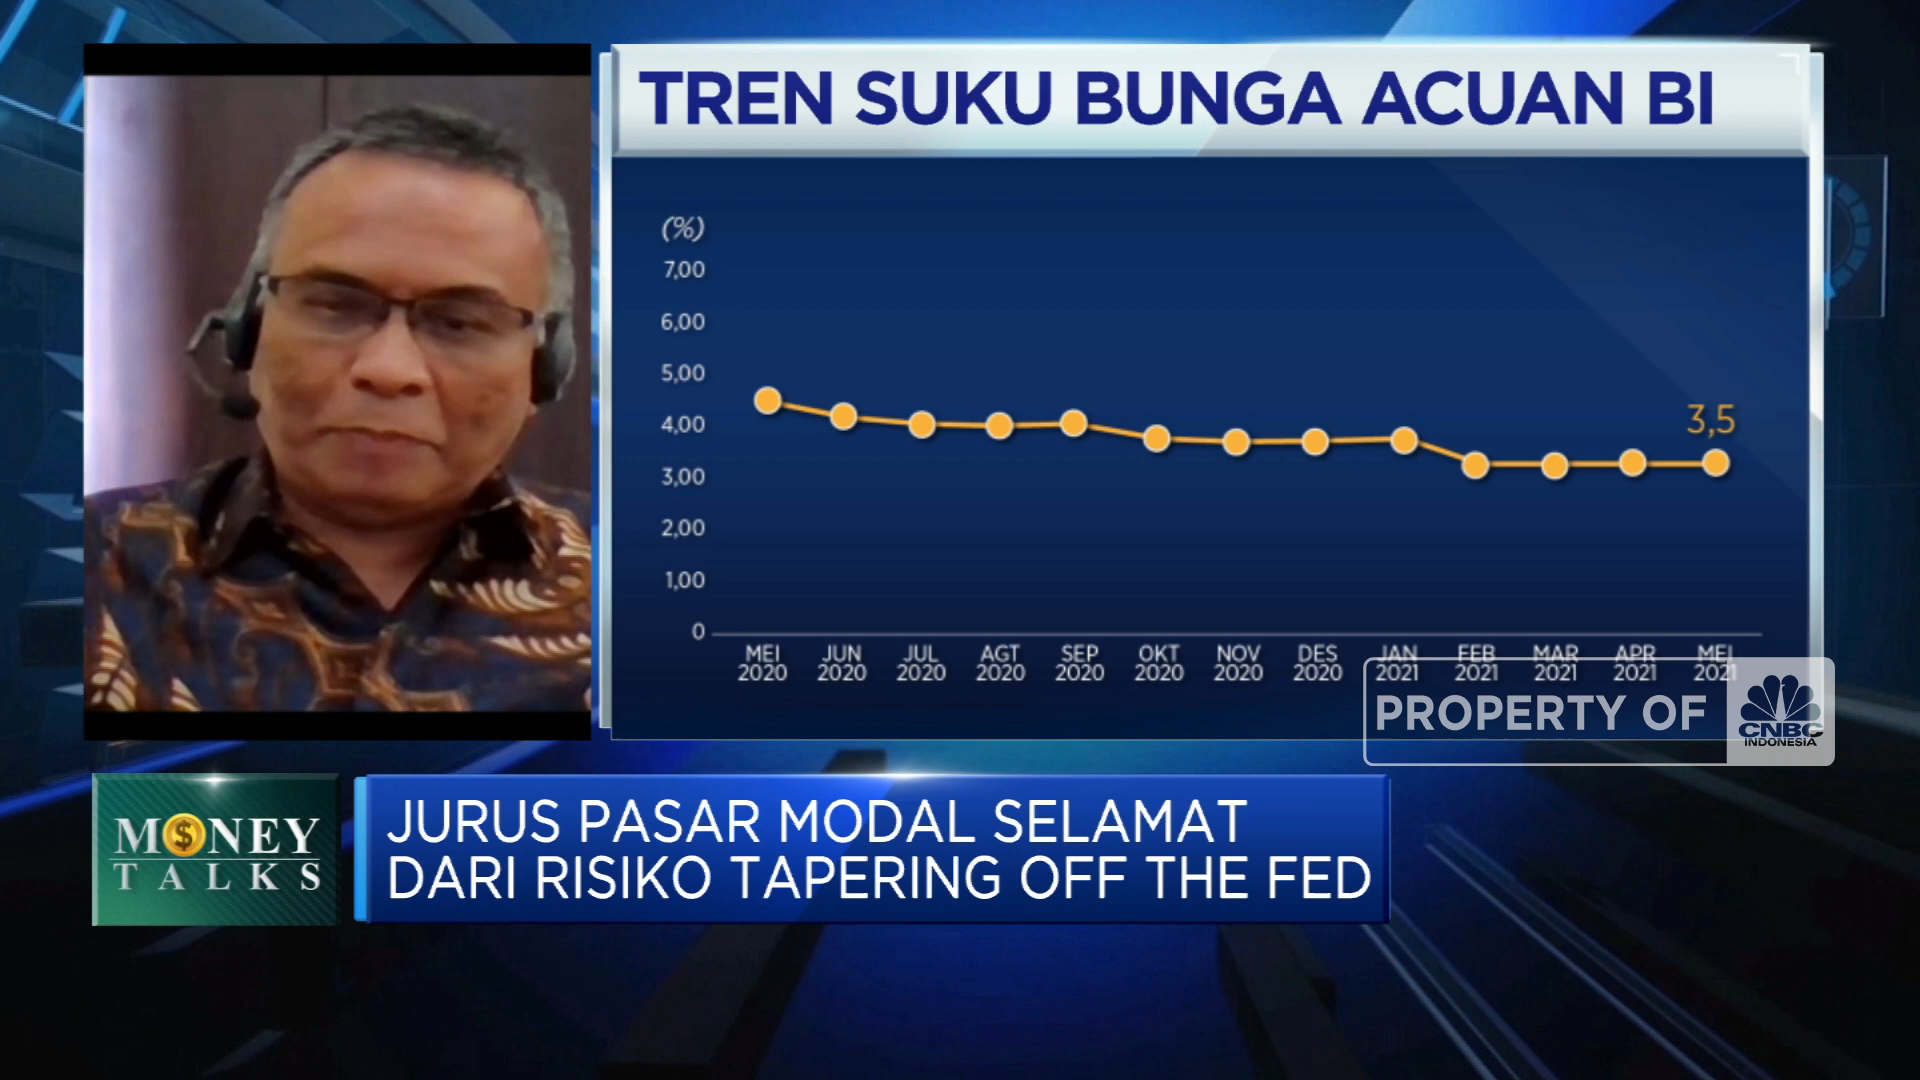 TREN SUKU BUNGA ACUAN BI
(%)
7,00
6,00
5,00
4,00
3,00
2,00
1,00
0
3,5
MEI 2020
JUN 2020
JUL 2020
AGT 2020
SEP 2020
OKT 2020
NOV 2020
DES 2020
JAN 2021
FEB 2021
MAR 2021
APR 2021
MEI 2021
PROPERTY OF
CNBC
INDONESIA
MONEY
TALKS
JURUS PASAR MODAL SELAMAT
DARI RISIKO TAPERING OFF THE FED